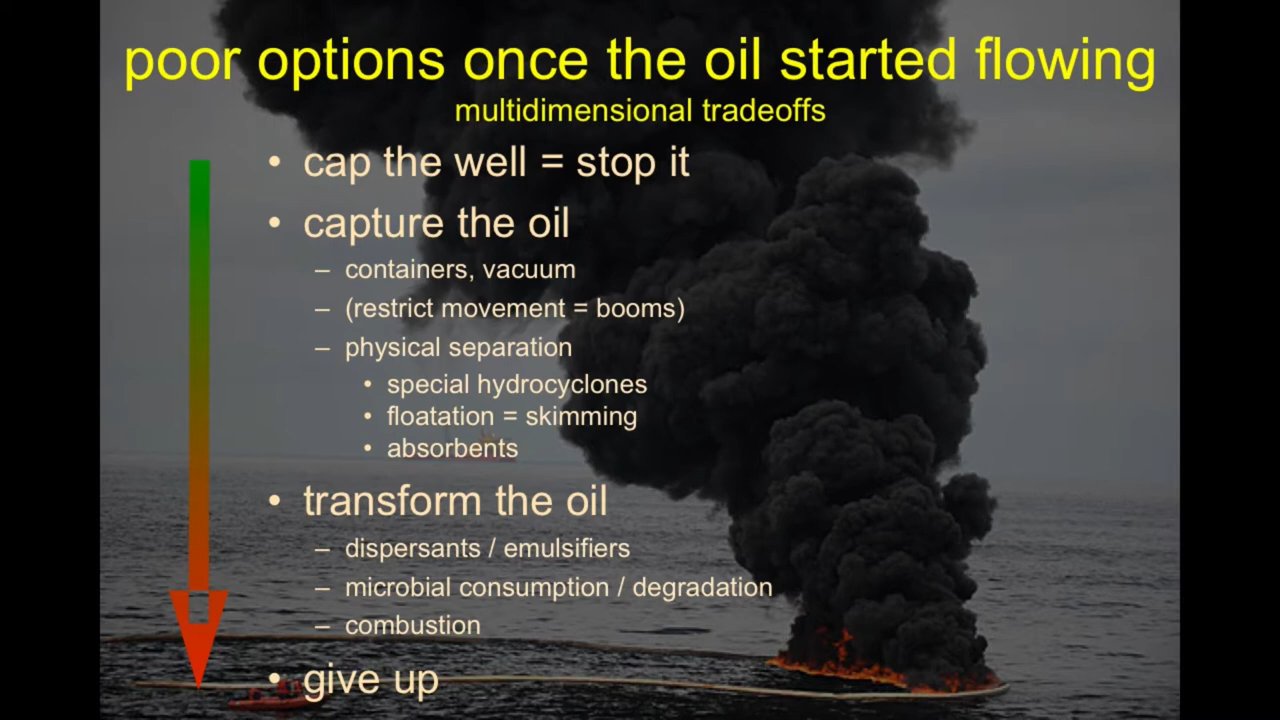 poor options once the oil started flowing
multidimensional tradeoffs
• cap the well = stop it
• capture the oil
– containers, vacuum
– (restrict movement = booms)
– physical separation
• special hydrocyclones
• floatation = skimming
• absorbents
• transform the oil
– dispersants / emulsifiers
– microbial consumption / degradation
– combustion
• give up